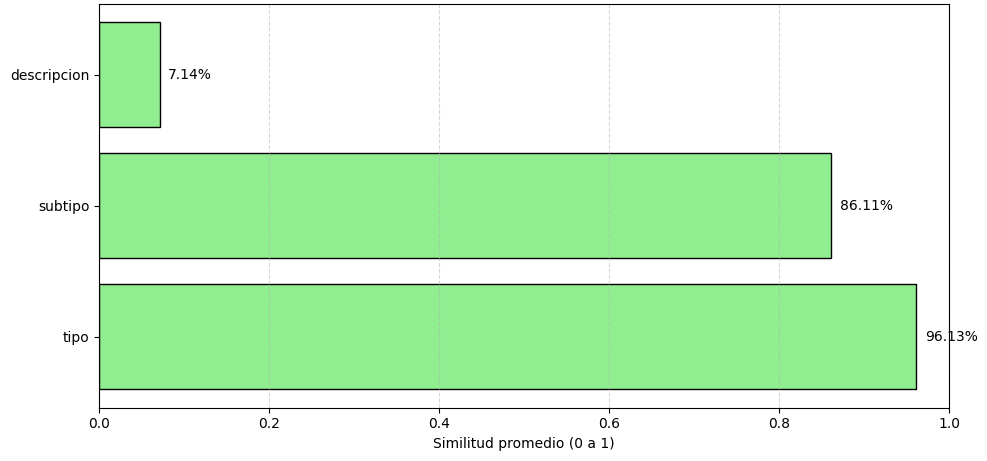 descripcion
7.14%
subtipo
86.11%
tipo
96.13%
0.0 0.2 0.4 0.6 0.8 1.0
Similitud promedio (0 a 1)